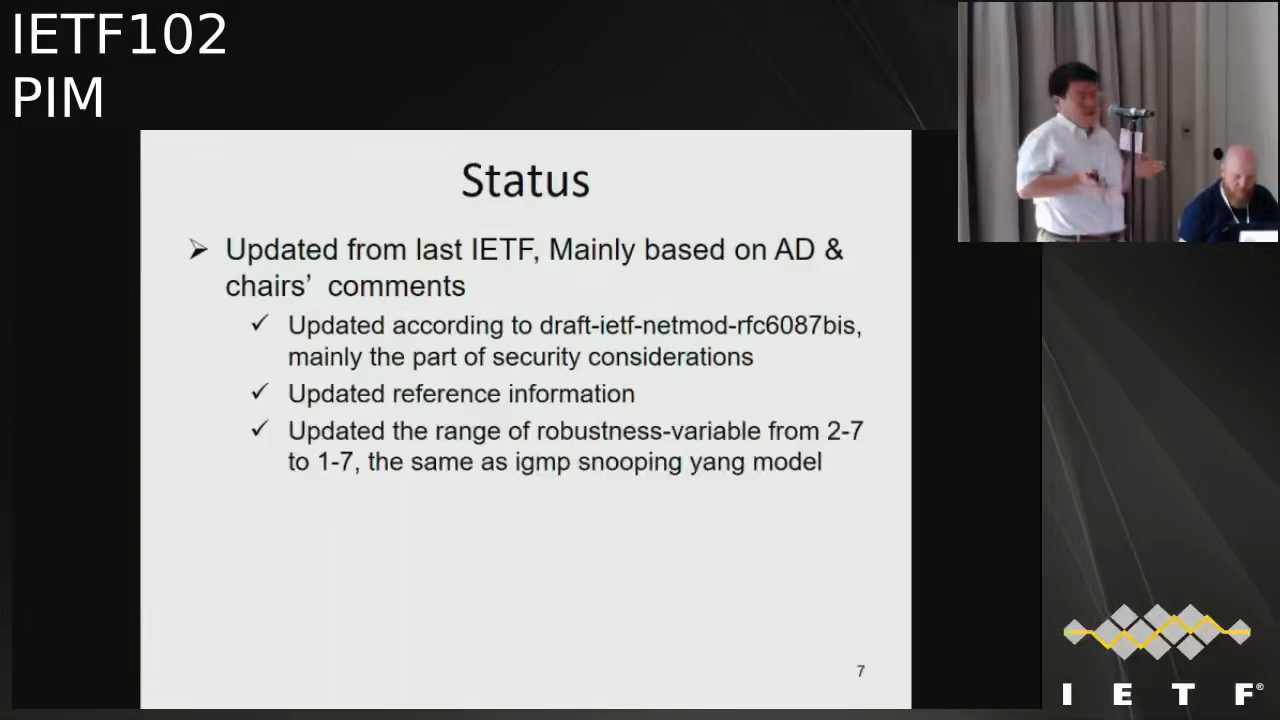 IETF102
PIM
Status
Updated from last IETF, Mainly based on AD &
chairs’ comments
Updated according to draft-ietf-netmod-rfc6087bis,
mainly the part of security considerations
Updated reference information
Updated the range of robustness-variable from 2-7
to 1-7, the same as igmp snooping yang model
7
I E T F®